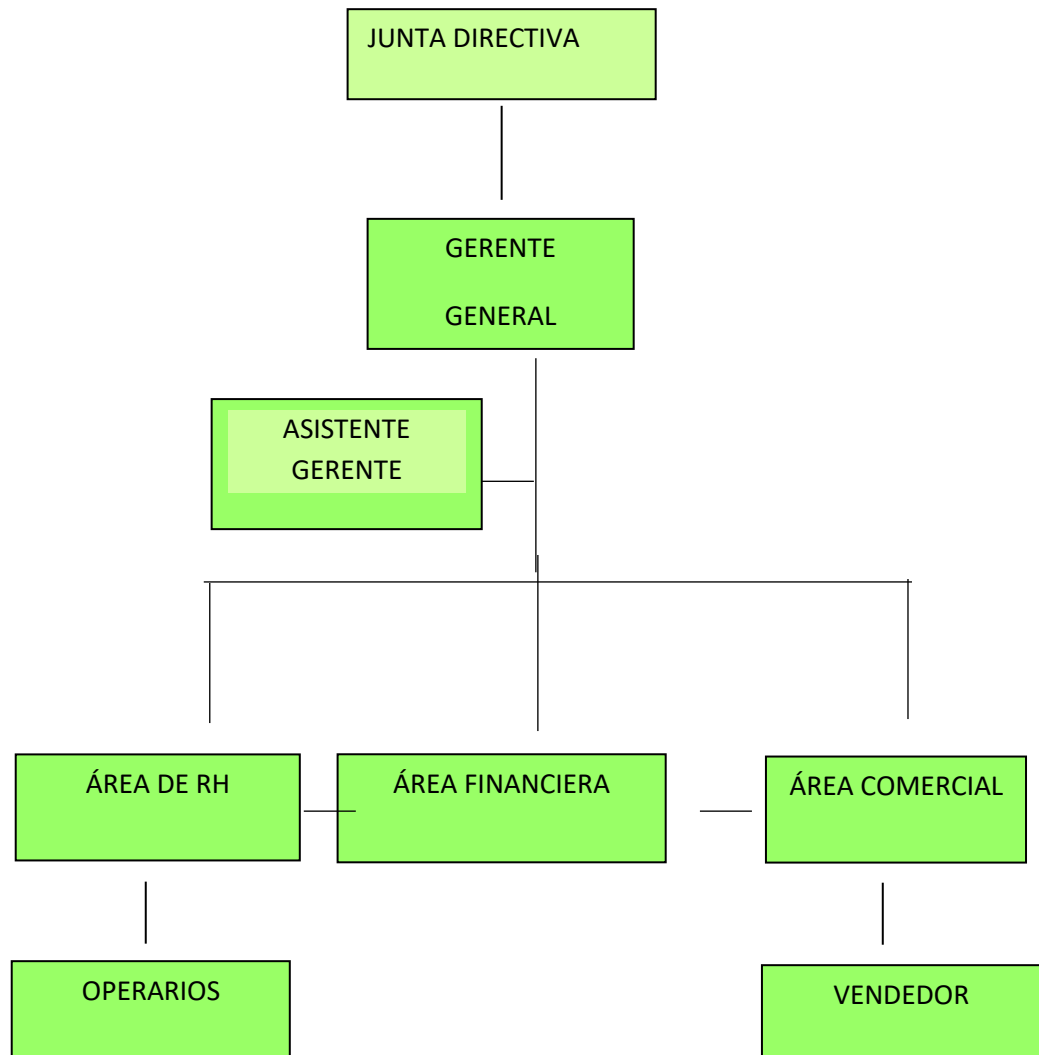 JUNTA DIRECTIVA
GERENTE
GENERAL
ASISTENTE
GERENTE
ÁREA DE RH
ÁREA FINANCIERA
ÁREA COMERCIAL
OPERARIOS
VENDEDOR